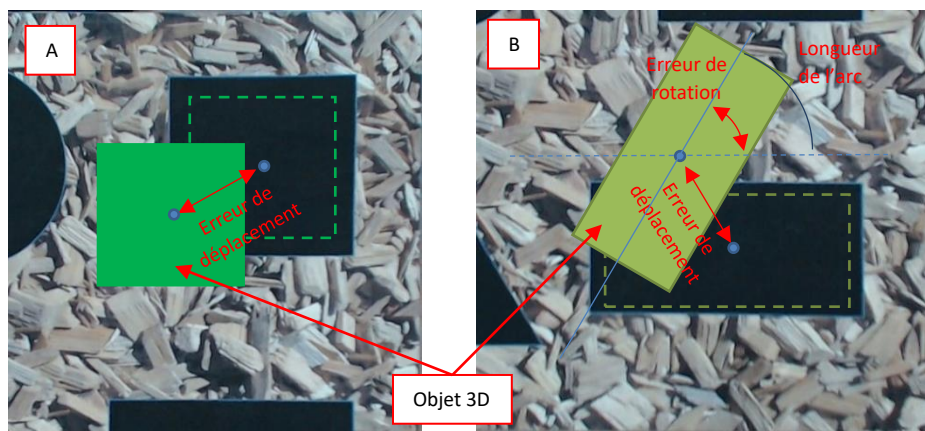 A
Erreur de
déplacement
B
Erreur de
rotation
Longueur
de l'arc
Erreur de
déplacement
Objet 3D